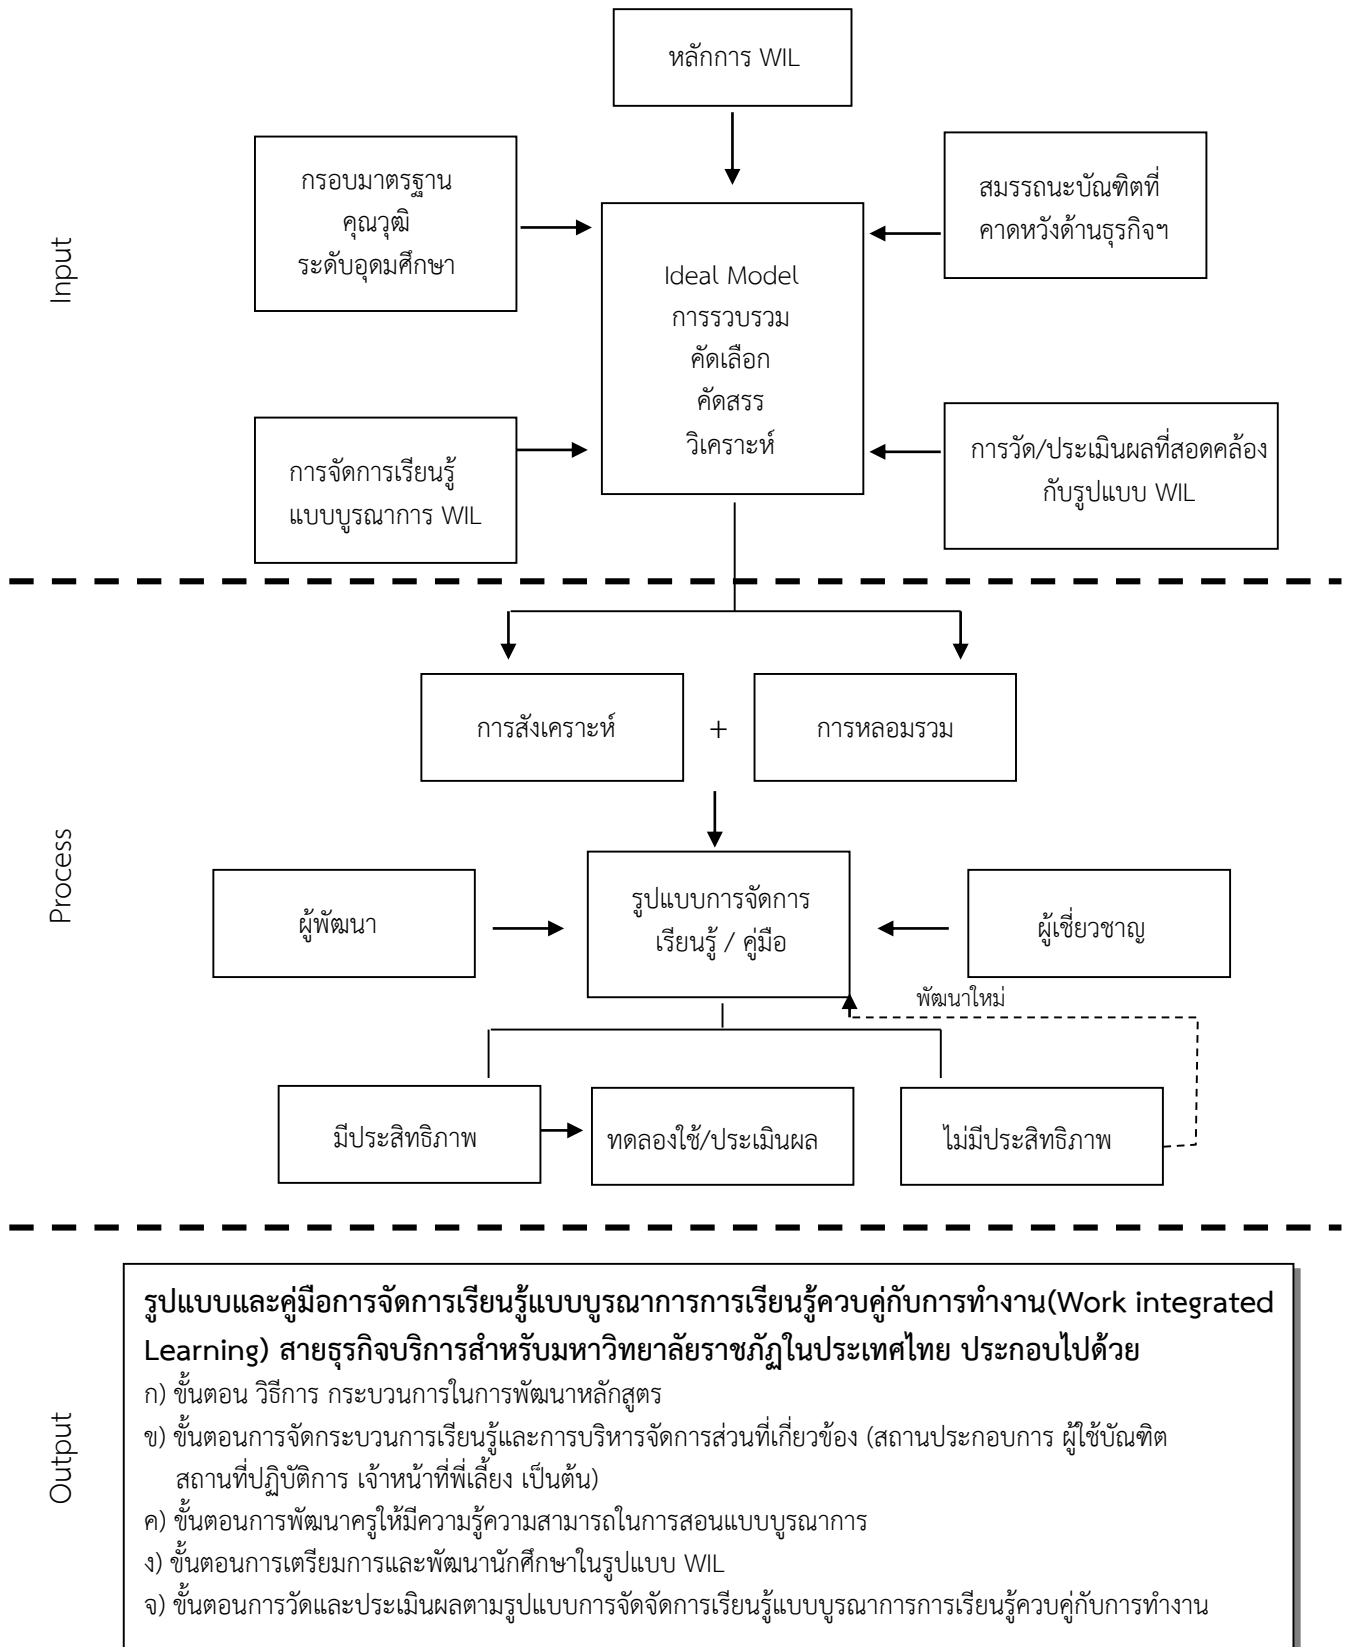 หลักการ WIL
กรอบมาตรฐาน
คุณวุฒิ
ระดับอุดมศึกษา
สมรรถนะบัณฑิตที่
คาดหวังด้านธุรกิจฯ
Input
Ideal Model
การรวบรวม
คัดเลือก
คัดสรร
วิเคราะห์
การจัดการเรียนรู้
แบบบูรณาการ WIL
การวัด/ประเมินผลที่สอดคล้อง
กับรูปแบบ WIL
การสังเคราะห์
+
การหลอมรวม
Process
ผู้พัฒนา
รูปแบบการจัดการ
เรียนรู้ / คู่มือ
ผู้เชี่ยวชาญ
พัฒนาใหม่
มีประสิทธิภาพ
ทดลองใช้/ประเมินผล
ไม่มีประสิทธิภาพ
Output
รูปแบบและคู่มือการจัดการเรียนรู้แบบบูรณาการการเรียนรู้ควบคู่กับการทำงาน(Work integrated
Learning) สายธุรกิจบริการสำหรับมหาวิทยาลัยราชภัฏในประเทศไทย ประกอบไปด้วย
ก) ขั้นตอน วิธีการ กระบวนการในการพัฒนาหลักสูตร
ข) ขั้นตอนการจัดกระบวนการเรียนรู้และการบริหารจัดการส่วนที่เกี่ยวข้อง (สถานประกอบการ ผู้ใช้บัณฑิต
สถานที่ปฏิบัติการ เจ้าหน้าที่พี่เลี้ยง เป็นต้น)
ค) ขั้นตอนการพัฒนาครูให้มีความรู้ความสามารถในการสอนแบบบูรณาการ
ง) ขั้นตอนการเตรียมการและพัฒนานักศึกษาในรูปแบบ WIL
จ) ขั้นตอนการวัดและประเมินผลตามรูปแบบการจัดจัดการเรียนรู้แบบบูรณาการการเรียนรู้ควบคู่กับการทำงาน